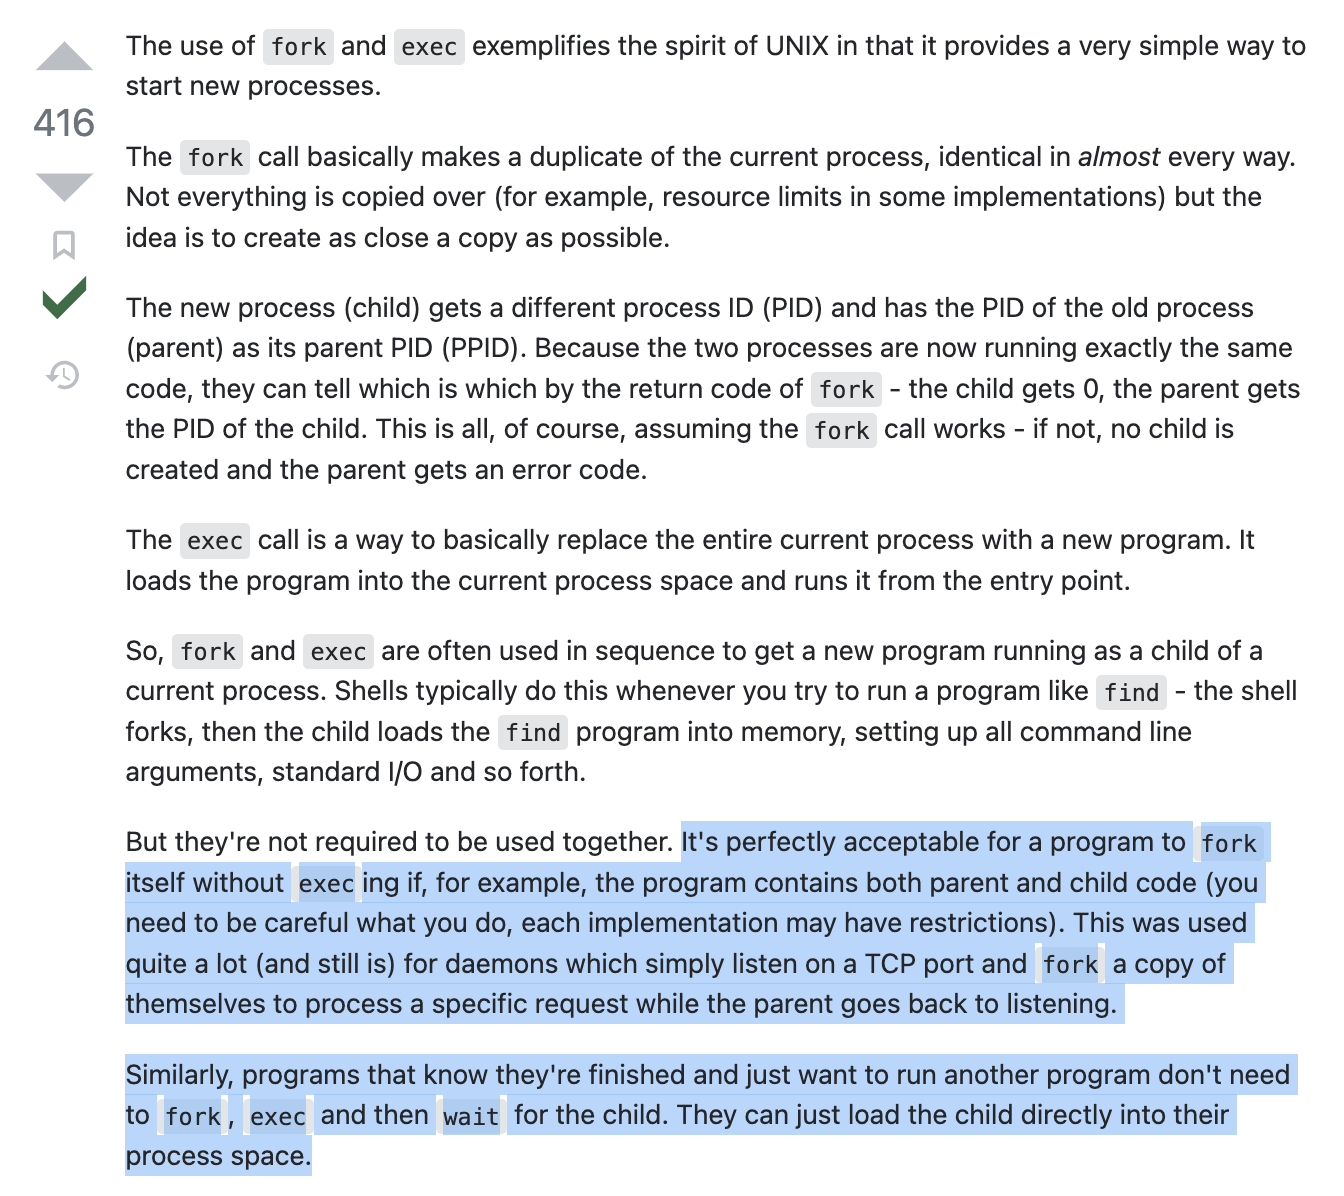 The use of fork and exec exemplifies the spirit of UNIX in that it provides a very simple way to
start new processes.
416
The fork call basically makes a duplicate of the current process, identical in almost every way.
Not everything is copied over (for example, resource limits in some implementations) but the
idea is to create as close a copy as possible.
The new process (child) gets a different process ID (PID) and has the PID of the old process
(parent) as its parent PID (PPID). Because the two processes are now running exactly the same
code, they can tell which is which by the return code of fork - the child gets 0, the parent gets
the PID of the child. This is all, of course, assuming the fork call works - if not, no child is
created and the parent gets an error code.
The exec call is a way to basically replace the entire current process with a new program. It
loads the program into the current process space and runs it from the entry point.
So, fork and exec are often used in sequence to get a new program running as a child of a
current process. Shells typically do this whenever you try to run a program like find - the shell
forks, then the child loads the find program into memory, setting up all command line
arguments, standard I/O and so forth.
But they're not required to be used together. It's perfectly acceptable for a program to fork
itself without execing if, for example, the program contains both parent and child code (you
need to be careful what you do, each implementation may have restrictions). This was used
quite a lot (and still is) for daemons which simply listen on a TCP port and fork a copy of
themselves to process a specific request while the parent goes back to listening.
Similarly, programs that know they're finished and just want to run another program don't need
to fork, exec and then wait for the child. They can just load the child directly into their
process space.